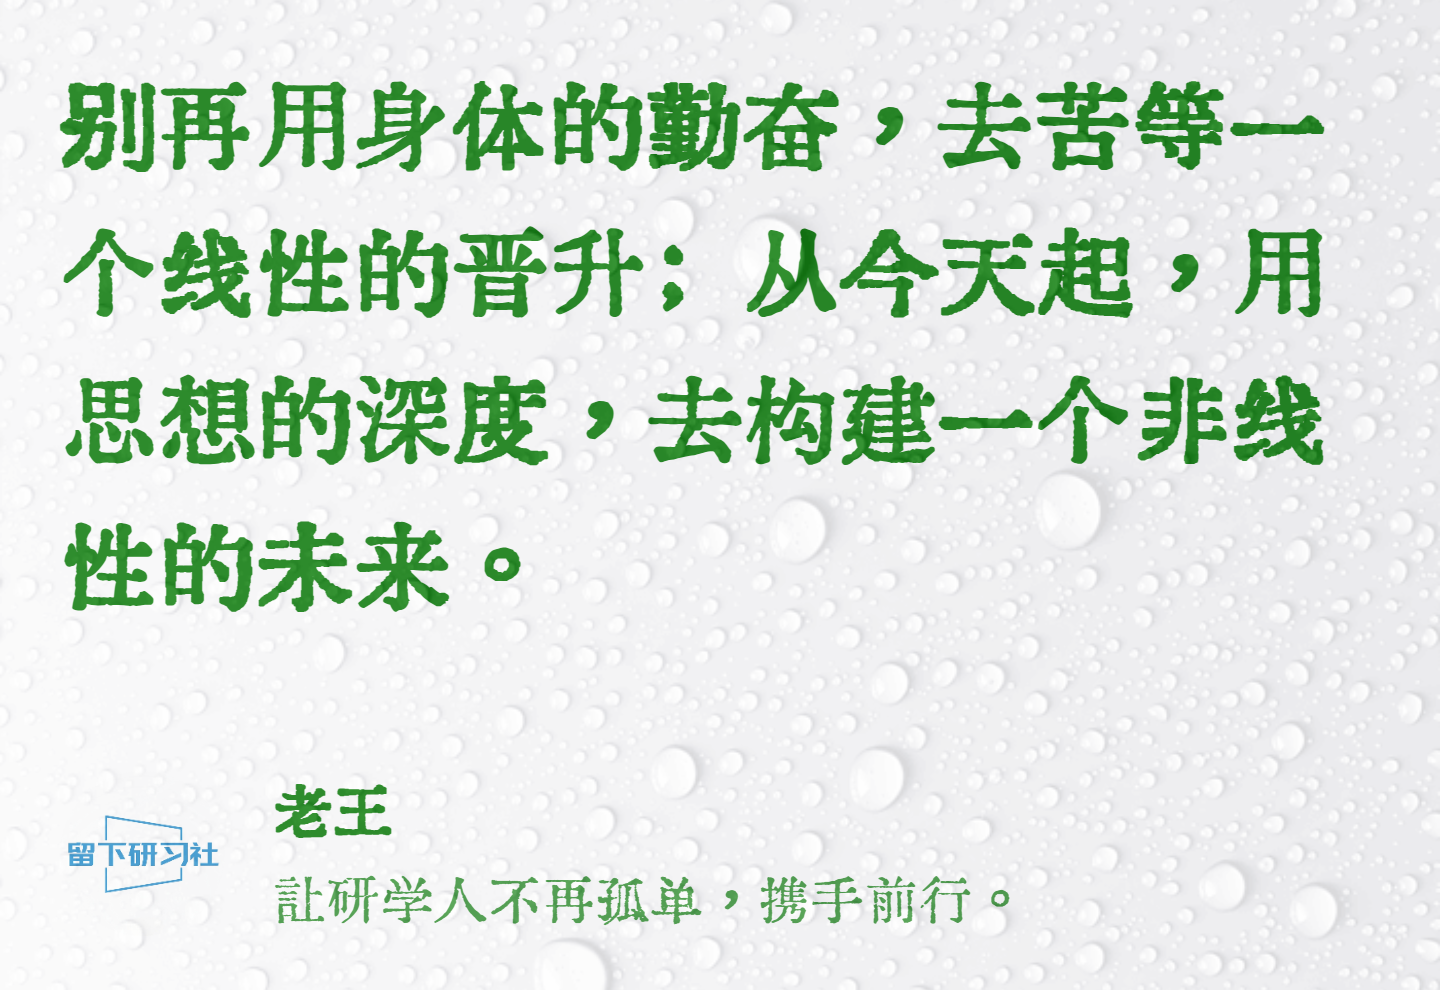 别再用身体的勤奋，去苦等一
个线性的晋升；从今天起，用
思想的深度，去构建一个非线
性的未来。
老王
留下研习社
让研学人不再孤单，携手前行。